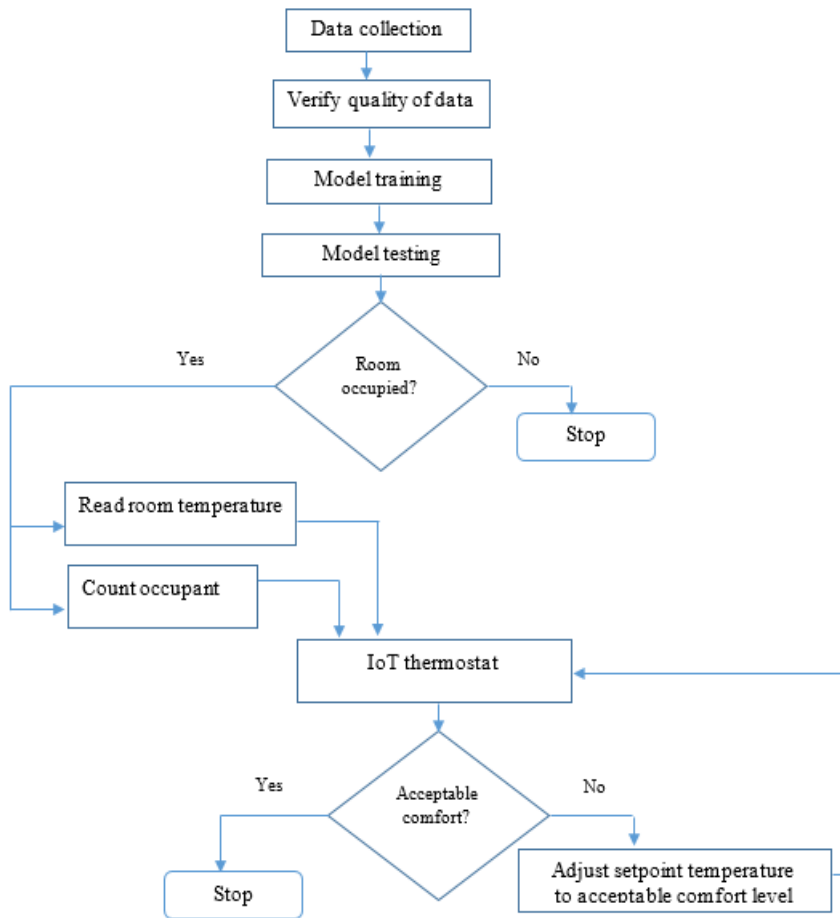 Data collection
Verify quality of data
Model training
Model testing
Yes
Room
occupied?
No
Stop
Read room temperature
Count occupant
IoT thermostat
Yes
Acceptable
comfort?
No
Stop
Adjust setpoint temperature
to acceptable comfort level